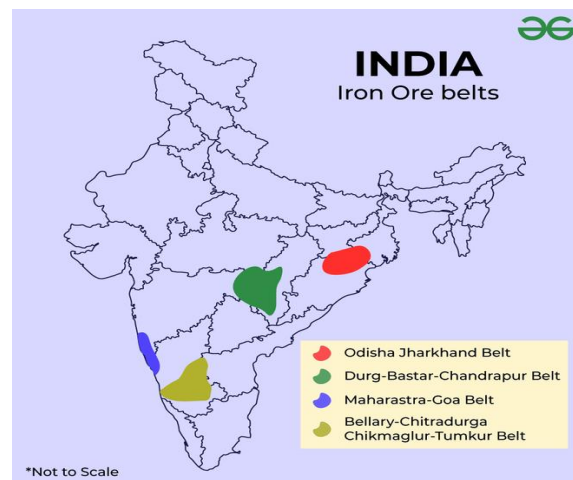 INDIA
Iron Ore belts
Odisha Jharkhand Belt
Durg-Bastar-Chandrapur Belt
Maharastra-Goa Belt
Bellary-Chitradurga
Chikmaglur-Tumkur Belt
*Not to Scale